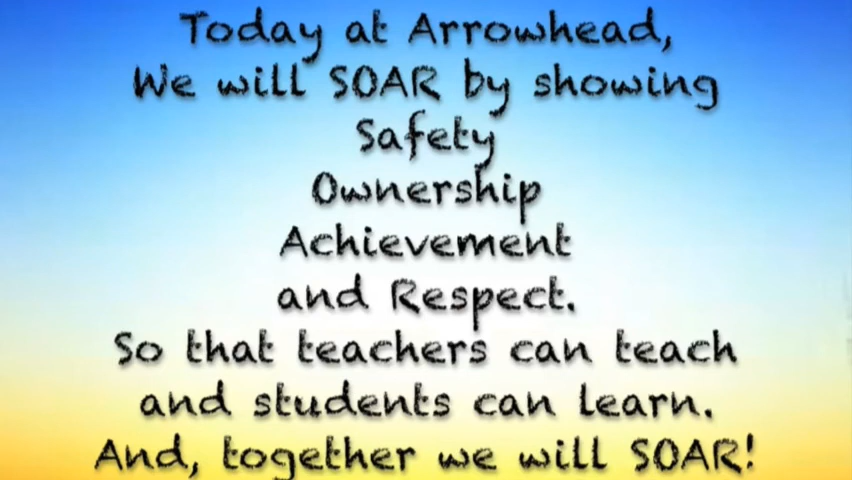 Today at Arrowhead,
We will SOAR by showing
Safety
Ownership
Achievement
and Respect.
So that teachers can teach
and students can learn.
And, together we will SOAR!